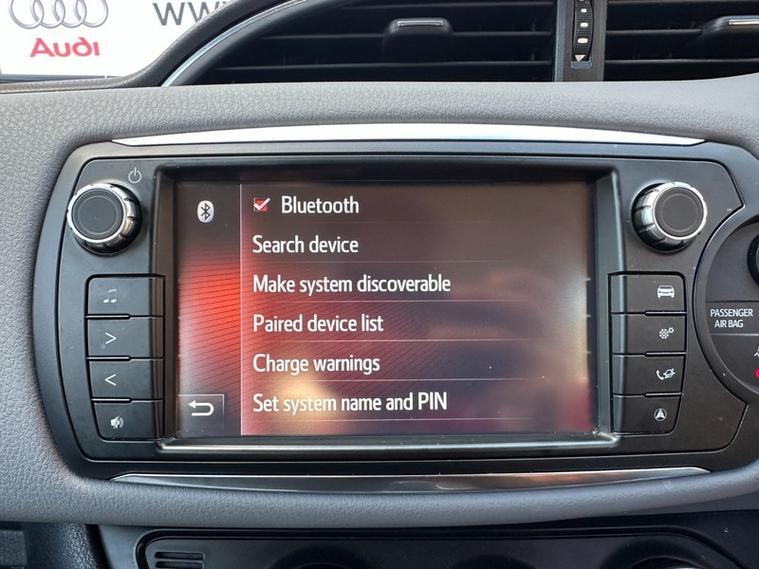 Audi
www.
Bluetooth
Search device
Make system discoverable
Paired device list
Charge warnings
Set system name and PIN
PASSENGER
AIR BAG